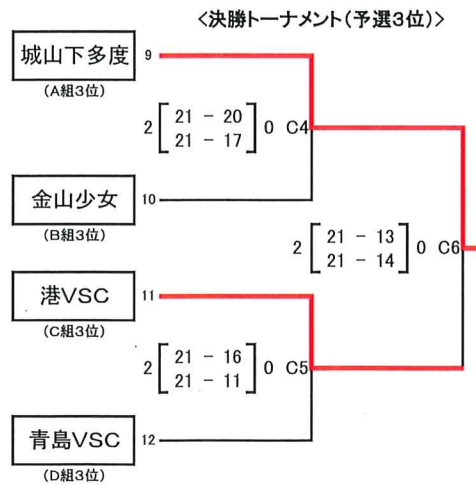 <決勝トーナメント(予選3位)>
城山下多度 9
(A組3位)
2 [ 21 - 20 ] 0 C4
21 - 17
金山少女 10
(B組3位)
2 [ 21 - 13 ] 0 C6
21 - 14
港VSC 11
(C組3位)
2 [ 21 - 16 ] 0 C5
21 - 11
青島VSC 12
(D組3位)